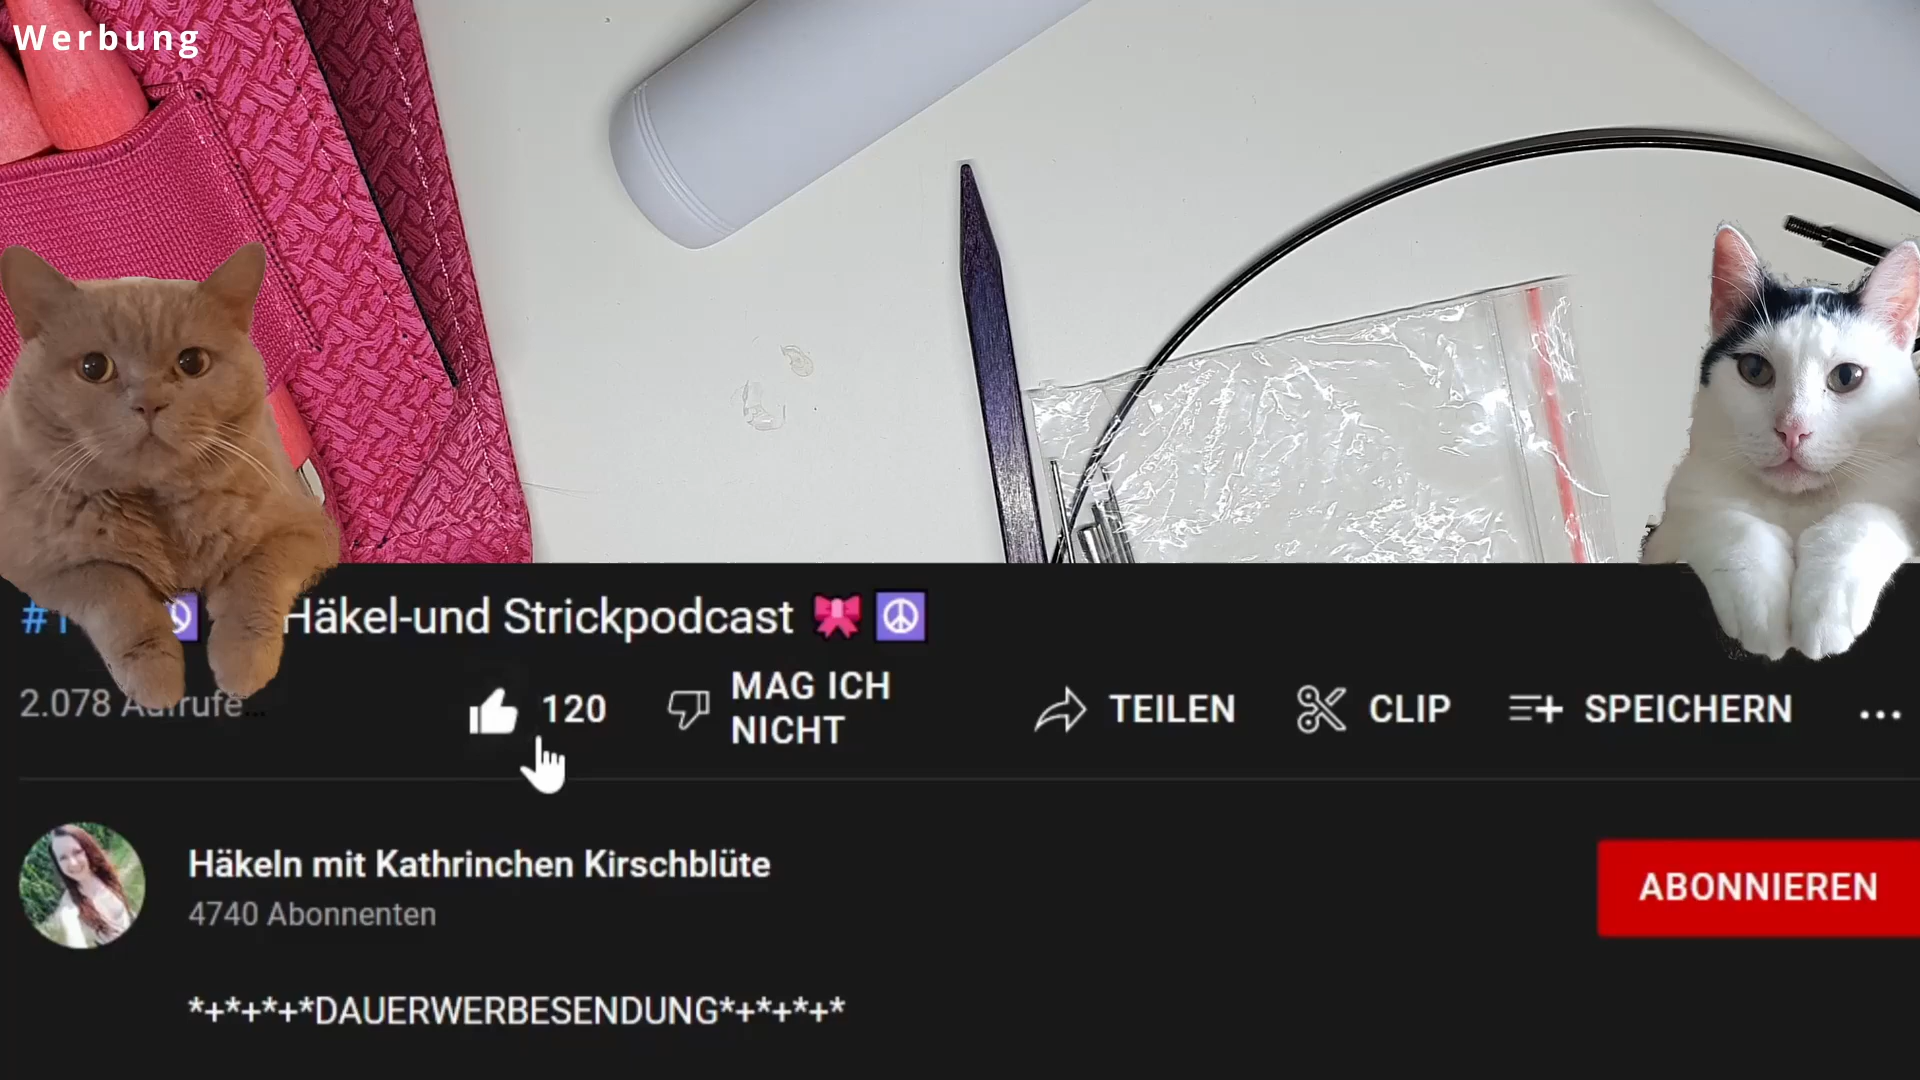 Werbung
Häkel-und Strickpodcast 🎀 ☮
2.078 Aufrufe...
120
MAG ICH NICHT
TEILEN
CLIP
SPEICHERN
Häkeln mit Kathrinchen Kirschblüte
4740 Abonnenten
ABONNIEREN
*+*+*+*DAUERWERBESENDUNG*+*+*+*